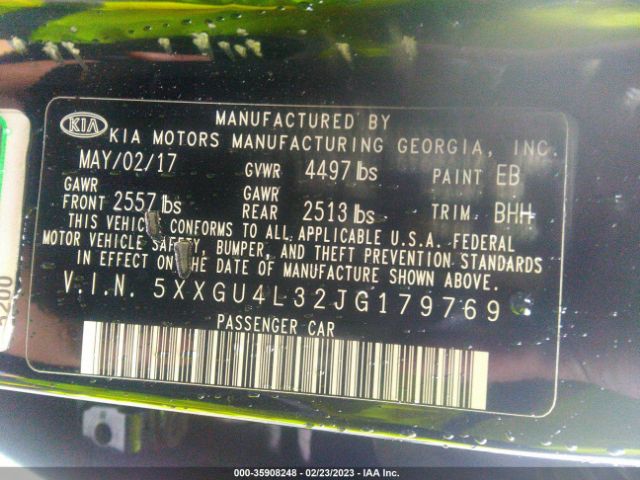 MANUFACTURED BY
KIA KIA MOTORS MANUFACTURING GEORGIA, INC.
MAY/02/17 GVWR 4497 lbs PAINT EB
GAWR FRONT 2557 lbs GAWR REAR 2513 lbs TRIM BHH
THIS VEHICLE CONFORMS TO ALL APPLICABLE U.S.A. FEDERAL
MOTOR VEHICLE SAFETY, BUMPER, AND THEFT PREVENTION STANDARDS
IN EFFECT ON THE DATE OF MANUFACTURE SHOWN ABOVE.
V.I.N. 5XXGU4L32JG179769
PASSENGER CAR
000-35908248 - 02/23/2023 - IAA Inc.